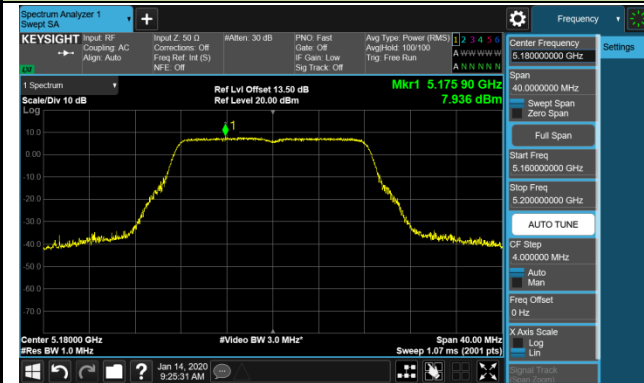 Spectrum Analyzer 1
Swept SA
Frequency
KEYSIGHT
Input: RF
Coupling: AC
Align: Auto
Input Z: 50 Ω
Corrections: Off
Freq Ref: Int (S)
NFE: Off
#Atten: 30 dB
PNO: Fast
Gate: Off
IF Gain: Low
Sig Track: Off
Avg Type: Power (RMS)
Avg|Hold: 100/100
Trig: Free Run
1 2 3 4 5 6
A W W W W W
A N N N N N
1 Spectrum
Scale/Div 10 dB
Log
Ref Lvl Offset 13.50 dB
Ref Level 20.00 dBm
Mkr1 5.175 90 GHz
7.936 dBm
1
10.0
0.00
-10.0
-20.0
-30.0
-40.0
-50.0
-60.0
-70.0
Center 5.18000 GHz
#Res BW 1.0 MHz
#Video BW 3.0 MHz*
Span 40.00 MHz
Sweep 1.07 ms (2001 pts)
Jan 14, 2020
9:25:31 AM
Center Frequency
5.180000000 GHz
Span
40.0000000 MHz
Swept Span
Zero Span
Full Span
Start Freq
5.160000000 GHz
Stop Freq
5.200000000 GHz
AUTO TUNE
CF Step
4.000000 MHz
Auto
Man
Freq Offset
0 Hz
X Axis Scale
Log
Lin
Signal Track
(Span Zoom)
Settings